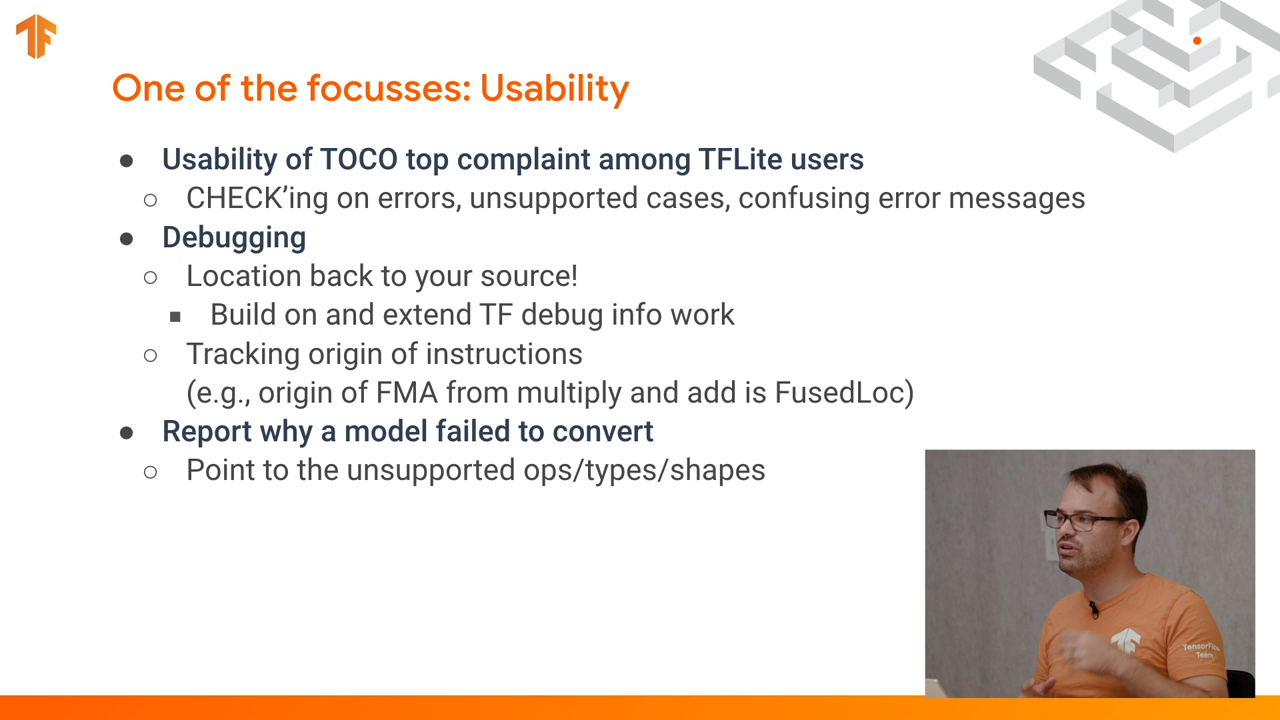 One of the focusses: Usability
● Usability of TOCO top complaint among TFLite users
○ CHECK’ing on errors, unsupported cases, confusing error messages
● Debugging
○ Location back to your source!
■ Build on and extend TF debug info work
○ Tracking origin of instructions
(e.g., origin of FMA from multiply and add is FusedLoc)
● Report why a model failed to convert
○ Point to the unsupported ops/types/shapes
TensorFlow
Team